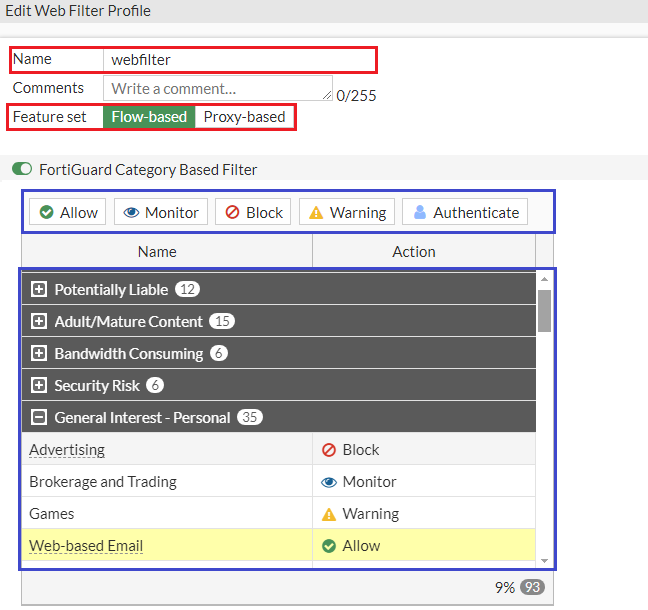 Edit Web Filter Profile
Name webfilter
Comments Write a comment... 0/255
Feature set Flow-based Proxy-based
FortiGuard Category Based Filter
Allow Monitor Block Warning Authenticate
Name Action
Potentially Liable 12
Adult/Mature Content 15
Bandwidth Consuming 6
Security Risk 6
General Interest - Personal 35
Advertising Block
Brokerage and Trading Monitor
Games Warning
Web-based Email Allow
9% 93